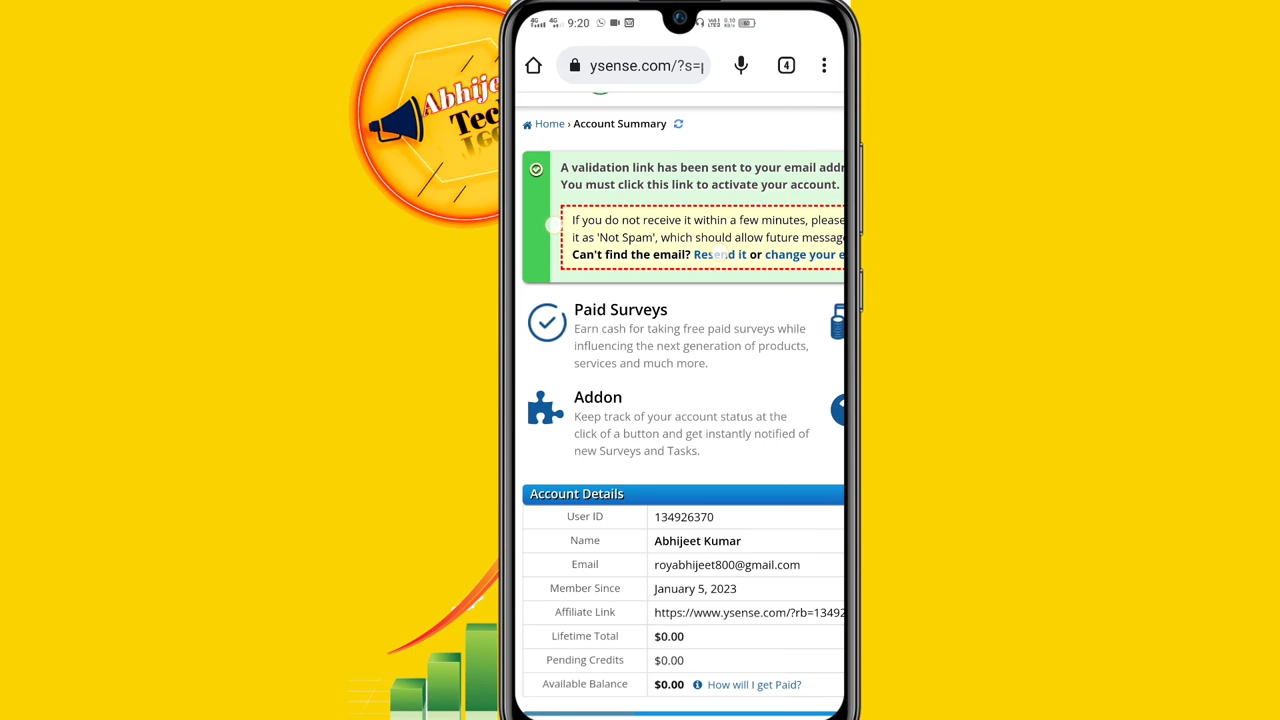 Abhije
Tec
9:20
4
ysense.com/?s=
Home › Account Summary
A validation link has been sent to your email addr
You must click this link to activate your account.
If you do not receive it within a few minutes, please
it as 'Not Spam', which should allow future message
Can't find the email? Resend it or change your e
Paid Surveys
Earn cash for taking free paid surveys while
influencing the next generation of products,
services and much more.
Addon
Keep track of your account status at the
click of a button and get instantly notified of
new Surveys and Tasks.
Account Details
User ID 134926370
Name Abhijeet Kumar
Email royabhijeet800@gmail.com
Member Since January 5, 2023
Affiliate Link https://www.ysense.com/?rb=13492
Lifetime Total $0.00
Pending Credits $0.00
Available Balance $0.00 How will I get Paid?